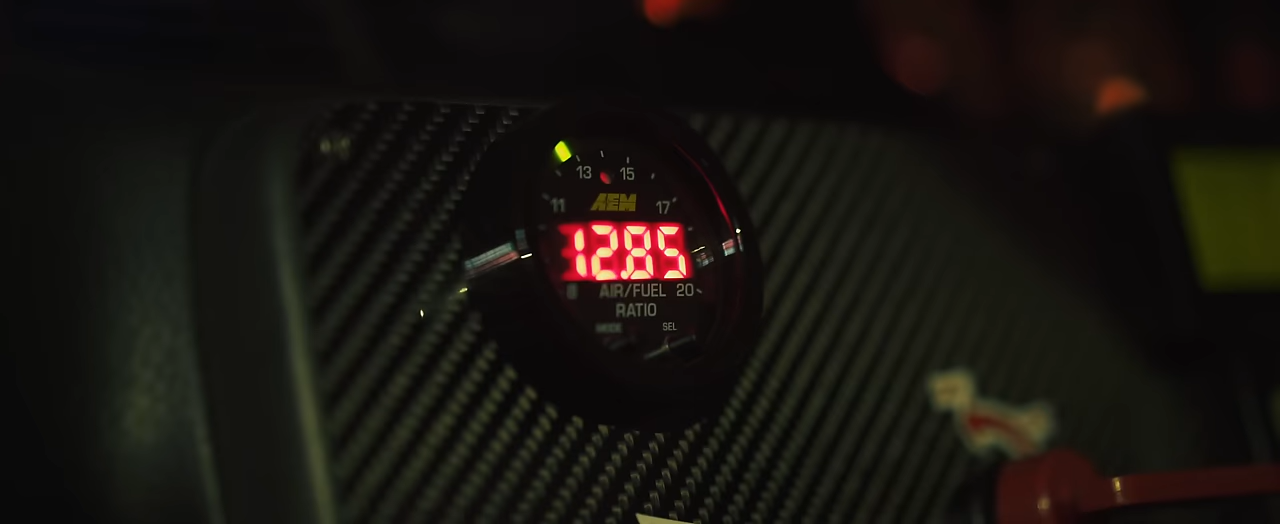 13 15
11 AEM 17
12.85
8 AIR/FUEL 20
RATIO
MODE SEL